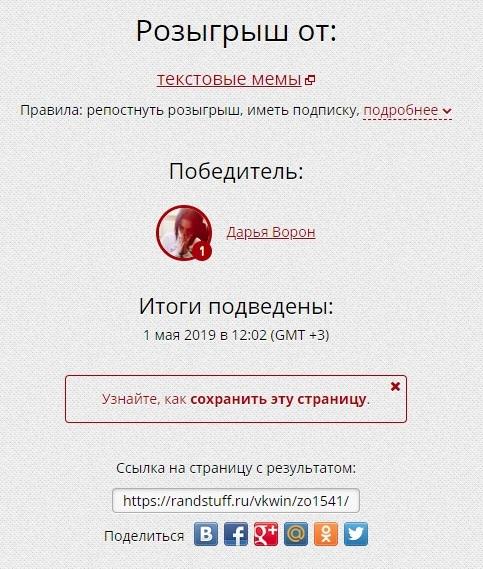 Розыгрыш от:
текстовые мемы
Правила: репостнуть розыгрыш, иметь подписку, подробнее
Победитель:
1 Дарья Ворон
Итоги подведены:
1 мая 2019 в 12:02 (GMT +3)
Узнайте, как сохранить эту страницу.
Ссылка на страницу с результатом:
https://randstuff.ru/vkwin/zo1541/
Поделиться